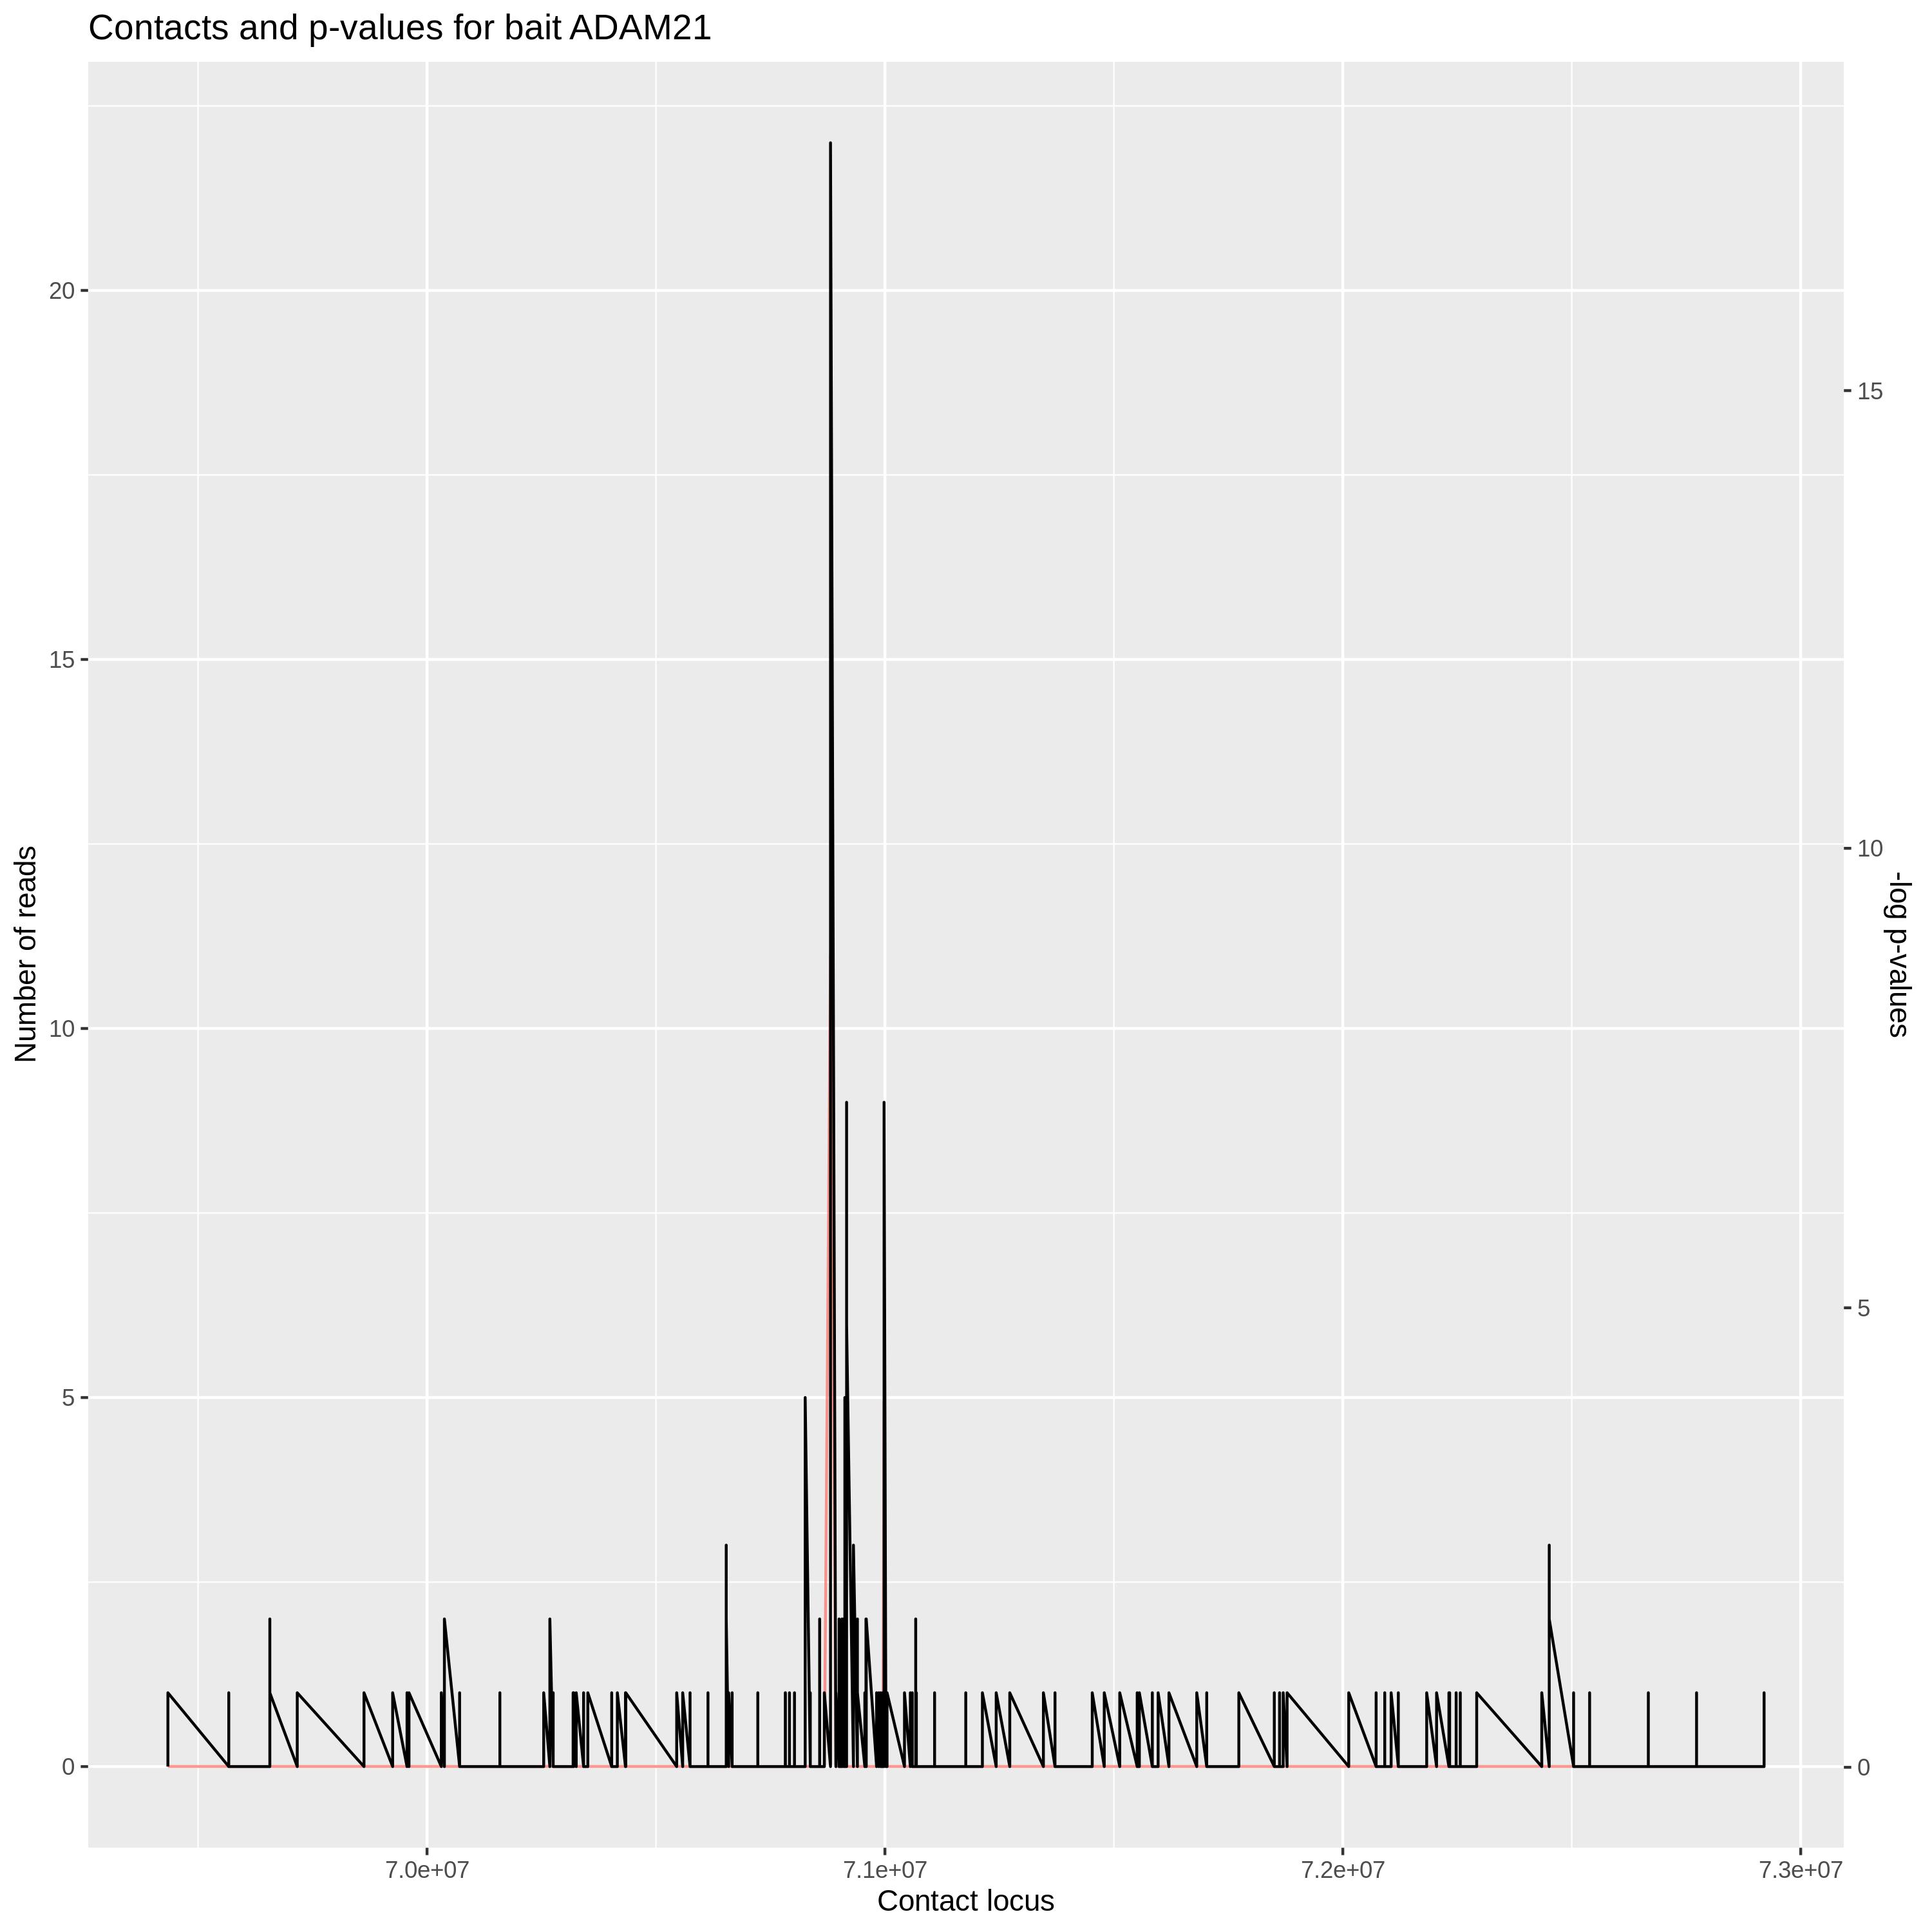 Contacts and p-values for bait ADAM21
20
15
10
5
0
Number of reads
15
10
5
0
-log p-values
7.0e+07
7.1e+07
7.2e+07
7.3e+07
Contact locus